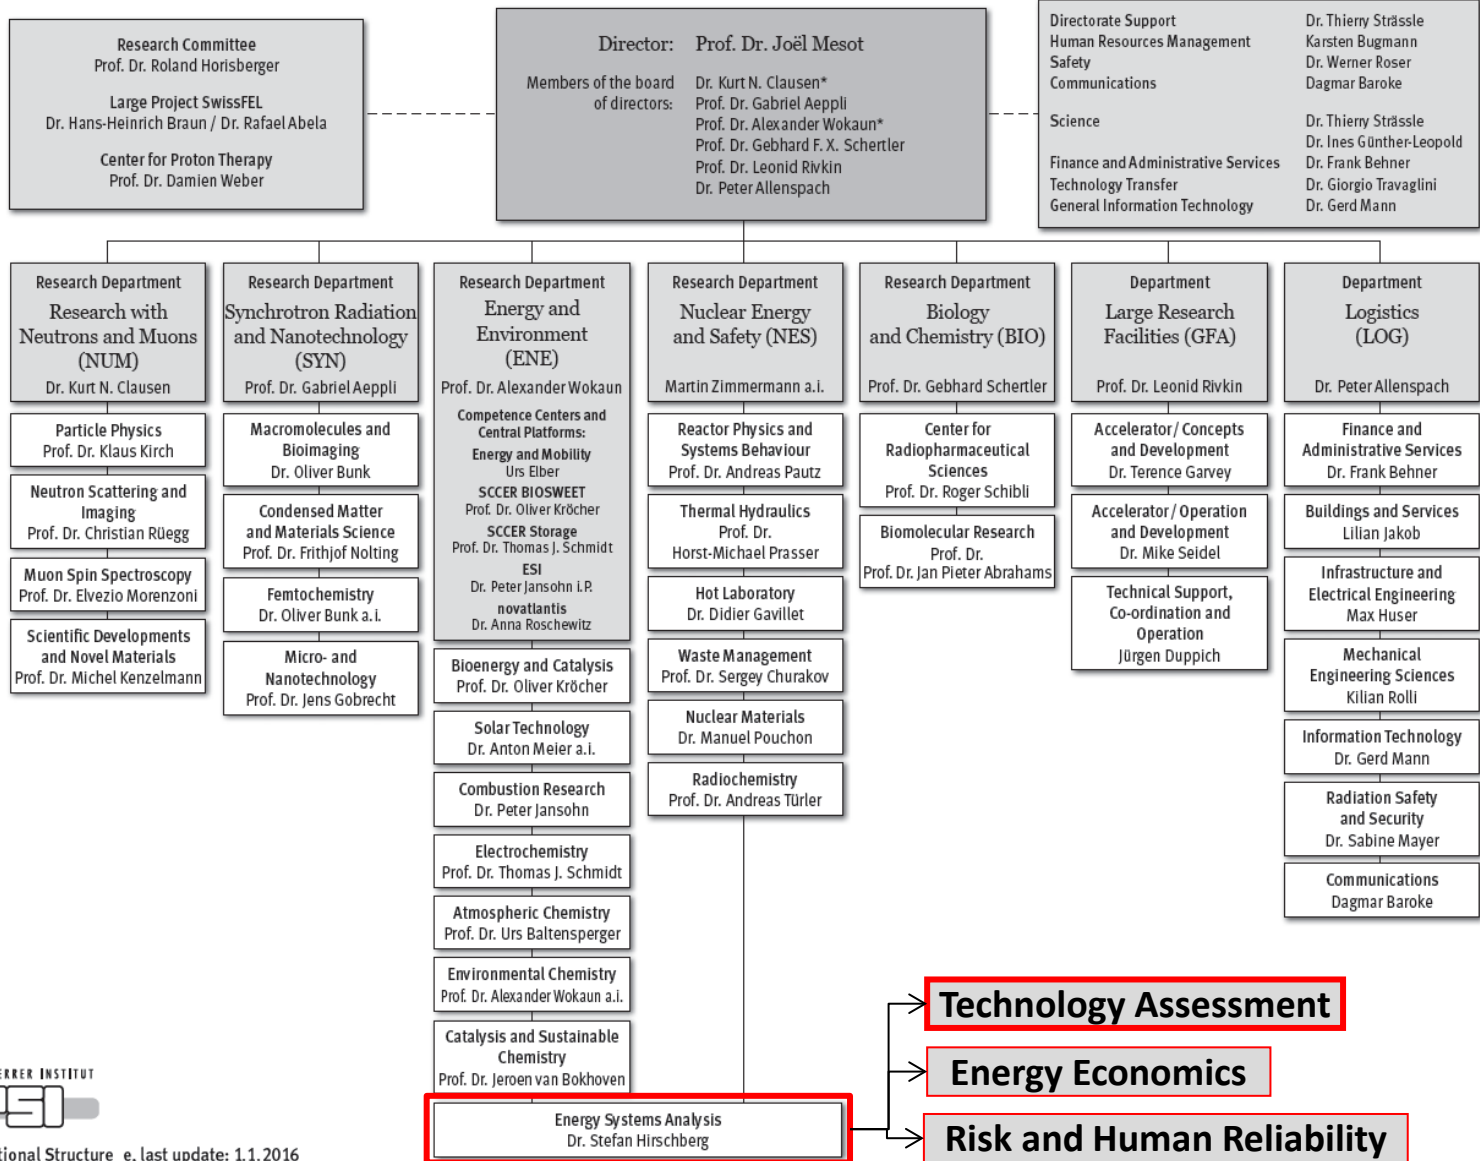 Research Committee
Prof. Dr. Roland Horisberger
Large Project SwissFEL
Dr. Hans-Heinrich Braun / Dr. Rafael Abela
Center for Proton Therapy
Prof. Dr. Damien Weber
Director: Prof. Dr. Joël Mesot
Members of the board of directors:
Dr. Kurt N. Clausen*
Prof. Dr. Gabriel Aeppli
Prof. Dr. Alexander Wokaun*
Prof. Dr. Gebhard F. X. Schertler
Prof. Dr. Leonid Rivkin
Dr. Peter Allenspach
Directorate Support Dr. Thierry Strässle
Human Resources Management Karsten Bugmann
Safety Dr. Werner Roser
Communications Dagmar Baroke
Science Dr. Thierry Strässle
Dr. Ines Günther-Leopold
Finance and Administrative Services Dr. Frank Behner
Technology Transfer Dr. Giorgio Travaglini
General Information Technology Dr. Gerd Mann
Research Department
Research with
Neutrons and Muons
(NUM)
Dr. Kurt N. Clausen
Particle Physics
Prof. Dr. Klaus Kirch
Neutron Scattering and
Imaging
Prof. Dr. Christian Rüegg
Muon Spin Spectroscopy
Prof. Dr. Elvezio Morenzoni
Scientific Developments
and Novel Materials
Prof. Dr. Michel Kenzelmann
Research Department
Synchrotron Radiation
and Nanotechnology
(SYN)
Prof. Dr. Gabriel Aeppli
Macromolecules and
Bioimaging
Dr. Oliver Bunk
Condensed Matter
and Materials Science
Prof. Dr. Frithjof Nolting
Femtochemistry
Dr. Oliver Bunk a.i.
Micro- and
Nanotechnology
Prof. Dr. Jens Gobrecht
Research Department
Energy and
Environment
(ENE)
Prof. Dr. Alexander Wokaun
Competence Centers and
Central Platforms:
Energy and Mobility
Urs Elber
SCCER BIOSWEET
Prof. Dr. Oliver Kröcher
SCCER Storage
Prof. Dr. Thomas J. Schmidt
ESI
Dr. Peter Jansohn i.P.
novatlantis
Dr. Anna Roschewitz
Bioenergy and Catalysis
Prof. Dr. Oliver Kröcher
Solar Technology
Dr. Anton Meier a.i.
Combustion Research
Dr. Peter Jansohn
Electrochemistry
Prof. Dr. Thomas J. Schmidt
Atmospheric Chemistry
Prof. Dr. Urs Baltensperger
Environmental Chemistry
Prof. Dr. Alexander Wokaun a.i.
Catalysis and Sustainable
Chemistry
Prof. Dr. Jeroen van Bokhoven
Research Department
Nuclear Energy
and Safety (NES)
Martin Zimmermann a.i.
Reactor Physics and
Systems Behaviour
Prof. Dr. Andreas Pautz
Thermal Hydraulics
Prof. Dr.
Horst-Michael Prasser
Hot Laboratory
Dr. Didier Gavillet
Waste Management
Prof. Dr. Sergey Churakov
Nuclear Materials
Dr. Manuel Pouchon
Radiochemistry
Prof. Dr. Andreas Türler
Research Department
Biology
and Chemistry (BIO)
Prof. Dr. Gebhard Schertler
Center for
Radiopharmaceutical
Sciences
Prof. Dr. Roger Schibli
Biomolecular Research
Prof. Dr.
Prof. Dr. Jan Pieter Abrahams
Department
Large Research
Facilities (GFA)
Prof. Dr. Leonid Rivkin
Accelerator/ Concepts
and Development
Dr. Terence Garvey
Accelerator/ Operation
and Development
Dr. Mike Seidel
Technical Support,
Co-ordination and
Operation
Jürgen Duppich
Department
Logistics
(LOG)
Dr. Peter Allenspach
Finance and
Administrative Services
Dr. Frank Behner
Buildings and Services
Lilian Jakob
Infrastructure and
Electrical Engineering
Max Huser
Mechanical
Engineering Sciences
Kilian Rolli
Information Technology
Dr. Gerd Mann
Radiation Safety
and Security
Dr. Sabine Mayer
Communications
Dagmar Baroke
Energy Systems Analysis
Dr. Stefan Hirschberg
Technology Assessment
Energy Economics
Risk and Human Reliability
ERRER INSTITUT
PSI
tional Structure_e, last update: 1.1.2016